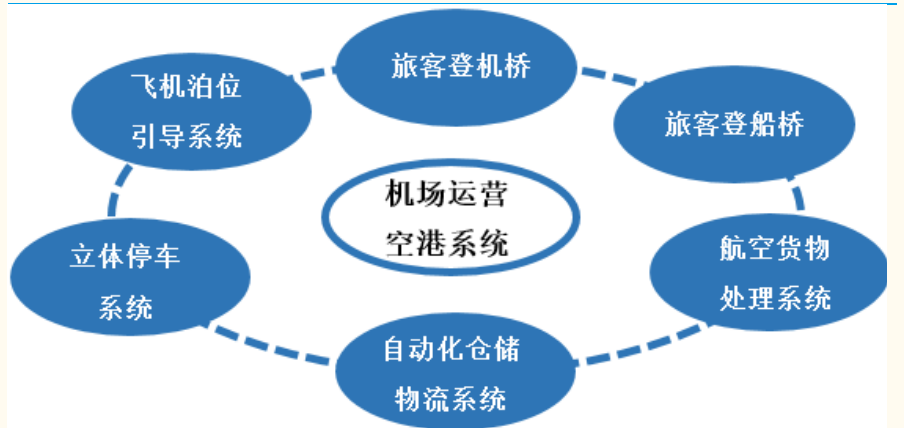 旅客登机桥
飞机泊位
引导系统
旅客登船桥
机场运营
空港系统
立体停车
系统
航空货物
处理系统
自动化仓储
物流系统